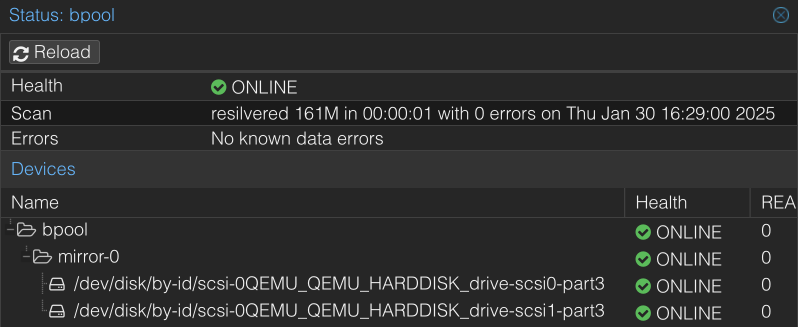 Status: bpool
Reload
Health ONLINE
Scan resilvered 161M in 00:00:01 with 0 errors on Thu Jan 30 16:29:00 2025
Errors No known data errors
Devices
Name Health REA
bpool ONLINE 0
mirror-0 ONLINE 0
/dev/disk/by-id/scsi-0QEMU_QEMU_HARDDISK_drive-scsi0-part3 ONLINE 0
/dev/disk/by-id/scsi-0QEMU_QEMU_HARDDISK_drive-scsi1-part3 ONLINE 0